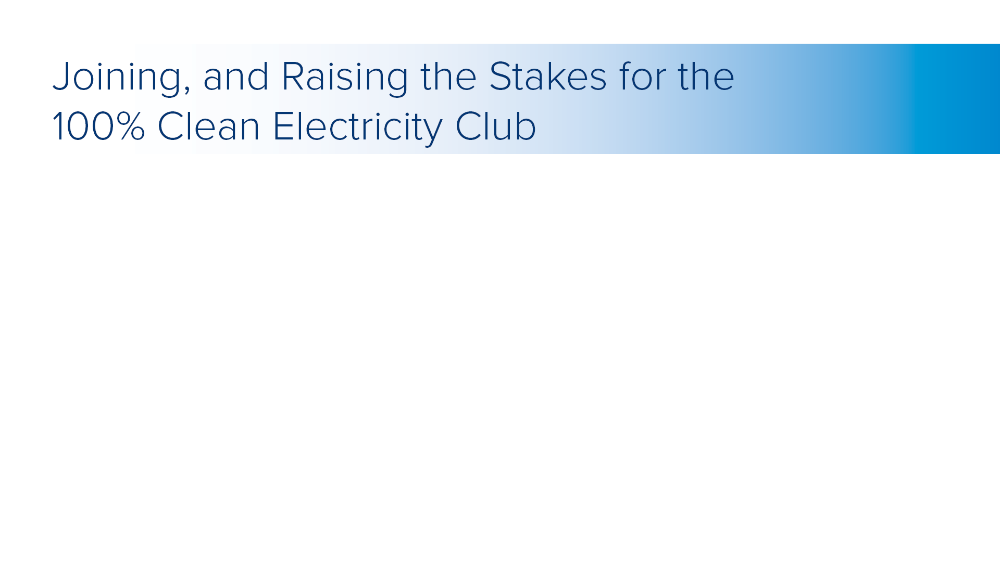 Joining, and Raising the Stakes for the
100% Clean Electricity Club